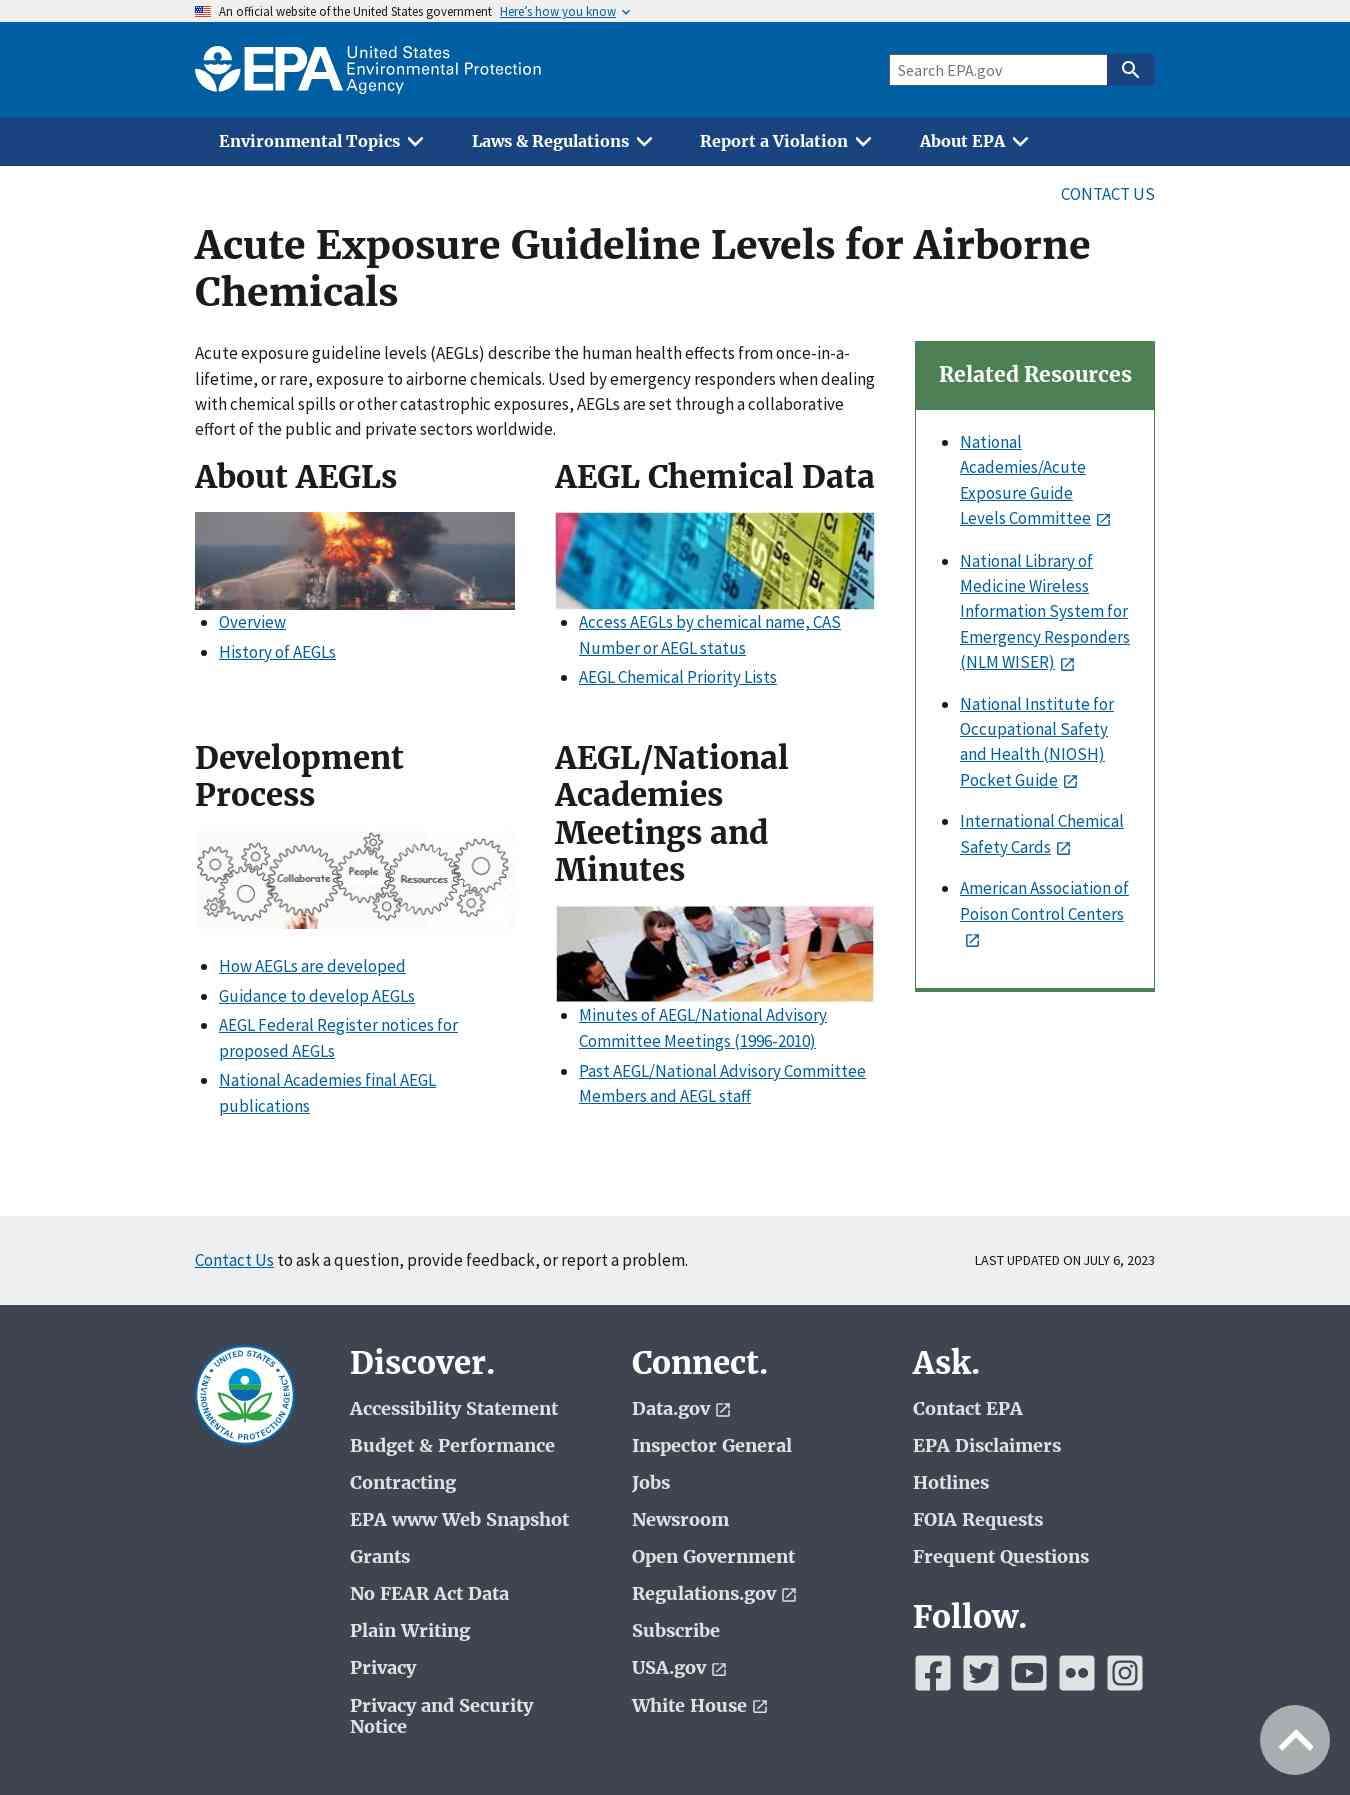 An official website of the United States government Here's how you know
EPA United States
Environmental Protection
Agency
Search EPA.gov
Environmental Topics
Laws & Regulations
Report a Violation
About EPA
CONTACT US
Acute Exposure Guideline Levels for Airborne
Chemicals
Acute exposure guideline levels (AEGLs) describe the human health effects from once-in-a-
lifetime, or rare, exposure to airborne chemicals. Used by emergency responders when dealing
with chemical spills or other catastrophic exposures, AEGLs are set through a collaborative
effort of the public and private sectors worldwide.
About AEGLs
Overview
History of AEGLs
AEGL Chemical Data
As
Se
Br
Cl
Ar
Sn
Sb
Access AEGLs by chemical name, CAS
Number or AEGL status
AEGL Chemical Priority Lists
Development
Process
Collaborate
People
Resources
How AEGLs are developed
Guidance to develop AEGLs
AEGL Federal Register notices for
proposed AEGLs
National Academies final AEGL
publications
AEGL/National
Academies
Meetings and
Minutes
Minutes of AEGL/National Advisory
Committee Meetings (1996-2010)
Past AEGL/National Advisory Committee
Members and AEGL staff
Related Resources
National
Academies/Acute
Exposure Guide
Levels Committee
National Library of
Medicine Wireless
Information System for
Emergency Responders
(NLM WISER)
National Institute for
Occupational Safety
and Health (NIOSH)
Pocket Guide
International Chemical
Safety Cards
American Association of
Poison Control Centers
Contact Us to ask a question, provide feedback, or report a problem.
LAST UPDATED ON JULY 6, 2023
UNITED STATES
ENVIRONMENTAL PROTECTION AGENCY
Discover.
Accessibility Statement
Budget & Performance
Contracting
EPA www Web Snapshot
Grants
No FEAR Act Data
Plain Writing
Privacy
Privacy and Security
Notice
Connect.
Data.gov
Inspector General
Jobs
Newsroom
Open Government
Regulations.gov
Subscribe
USA.gov
White House
Ask.
Contact EPA
EPA Disclaimers
Hotlines
FOIA Requests
Frequent Questions
Follow.